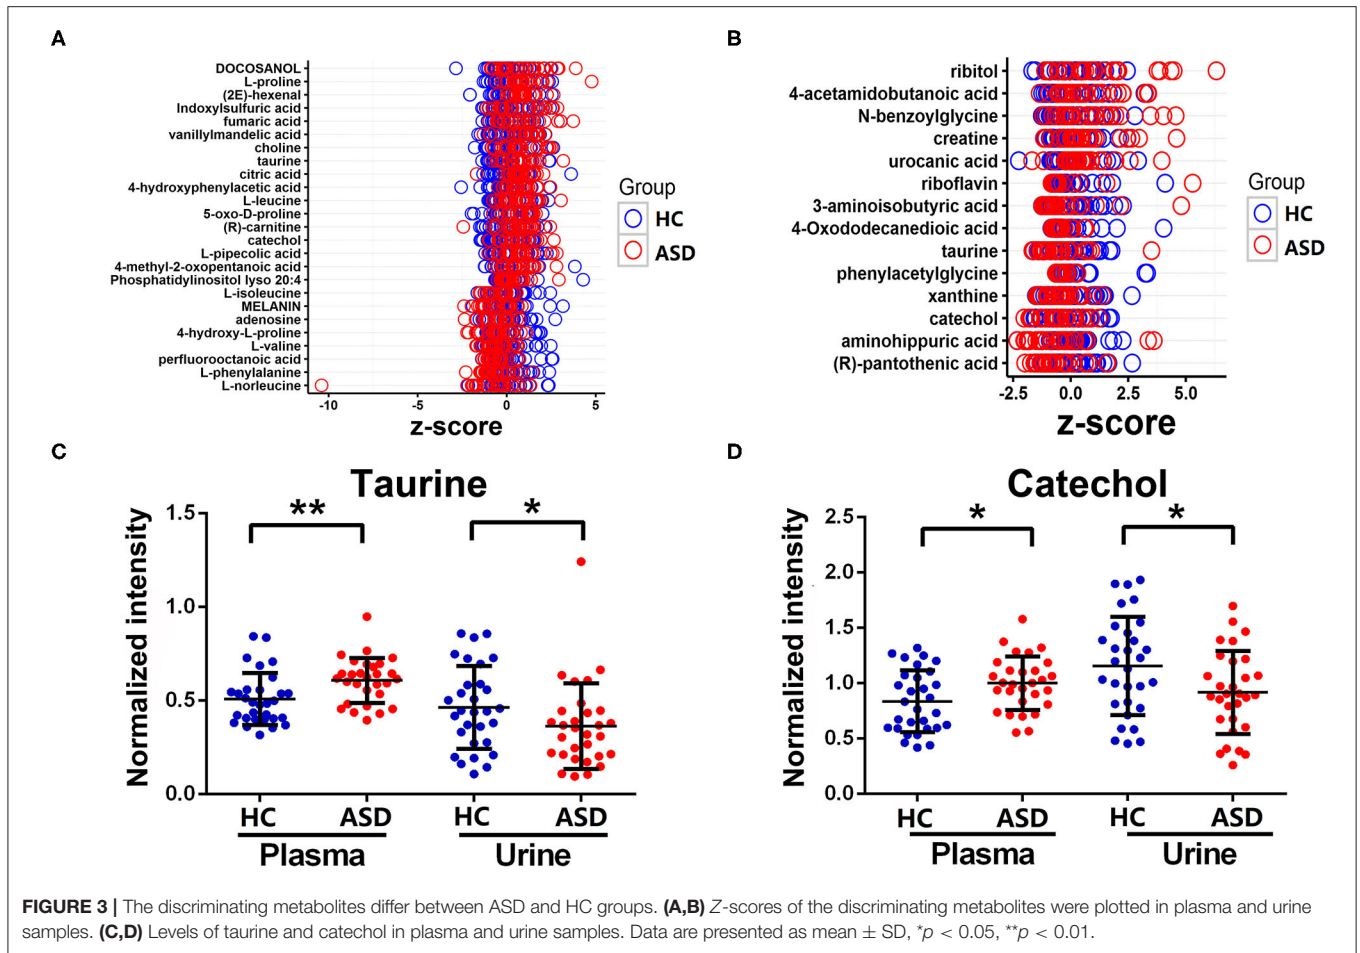 A
DOCOSANOL
L-proline
(2E)-hexenal
Indoxylsulfuric acid
fumaric acid
vanillylmandelic acid
choline
taurine
citric acid
4-hydroxyphenylacetic acid
L-leucine
5-oxo-D-proline
(R)-carnitine
catechol
L-pipecolic acid
4-methyl-2-oxopentanoic acid
Phosphatidylinositol lyso 20:4
L-isoleucine
MELANIN
adenosine
4-hydroxy-L-proline
L-valine
perfluorooctanoic acid
L-phenylalanine
L-norleucine
-10 -5 0 5
z-score
Group
HC
ASD
B
ribitol
4-acetamidobutanoic acid
N-benzoylglycine
creatine
urocanic acid
riboflavin
3-aminoisobutyric acid
4-Oxododecanedioic acid
taurine
phenylacetylglycine
xanthine
catechol
aminohippuric acid
(R)-pantothenic acid
-2.5 0.0 2.5 5.0
z-score
Group
HC
ASD
C
Taurine
Normalized intensity
1.5
1.0
0.5
0.0
** *
HC ASD HC ASD
Plasma Urine
D
Catechol
Normalized intensity
2.5
2.0
1.5
1.0
0.5
0.0
* *
HC ASD HC ASD
Plasma Urine
FIGURE 3 | The discriminating metabolites differ between ASD and HC groups. (A,B) Z-scores of the discriminating metabolites were plotted in plasma and urine
samples. (C,D) Levels of taurine and catechol in plasma and urine samples. Data are presented as mean ± SD, *p < 0.05, **p < 0.01.